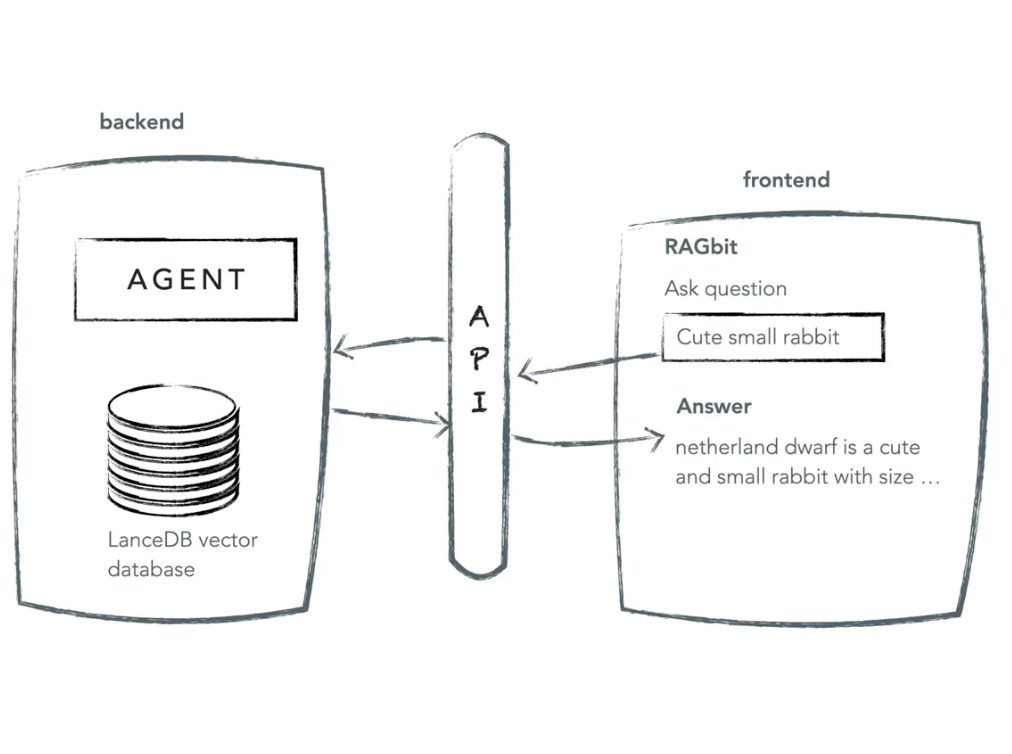 backend
AGENT
LanceDB vector
database
A
P
I
frontend
RAGbit
Ask question
Cute small rabbit
Answer
netherland dwarf is a cute
and small rabbit with size ...